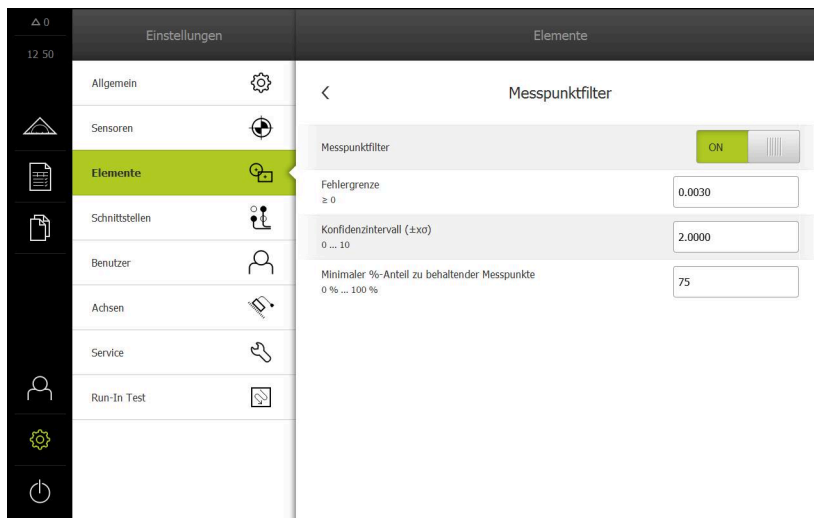 △ 0
12 50
Einstellungen
Elemente
Allgemein
Sensoren
Elemente
Schnittstellen
Benutzer
Achsen
Service
Run-In Test
Messpunktfilter
Messpunktfilter
ON
Fehlergrenze
≥ 0
0.0030
Konfidenzintervall (±xσ)
0 ... 10
2.0000
Minimaler %-Anteil zu behaltender Messpunkte
0 % ... 100 %
75